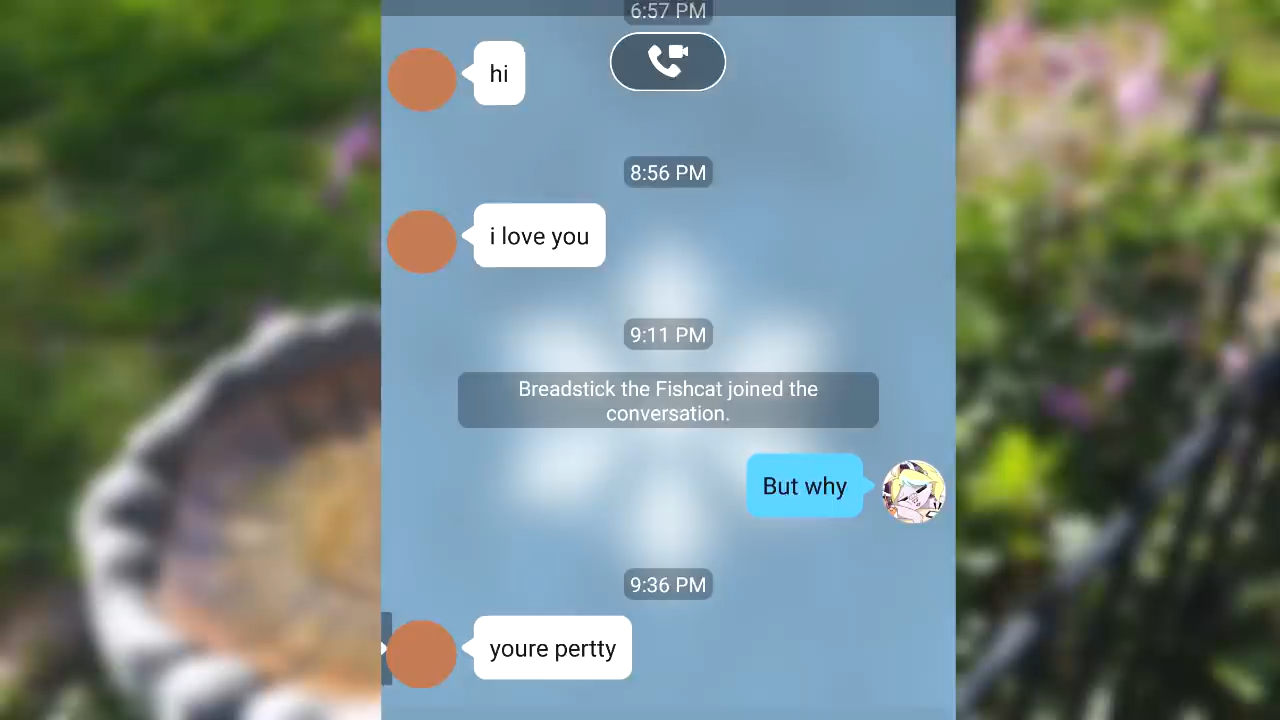 6:57 PM
hi
8:56 PM
i love you
9:11 PM
Breadstick the Fishcat joined the
conversation.
But why
9:36 PM
youre pertty